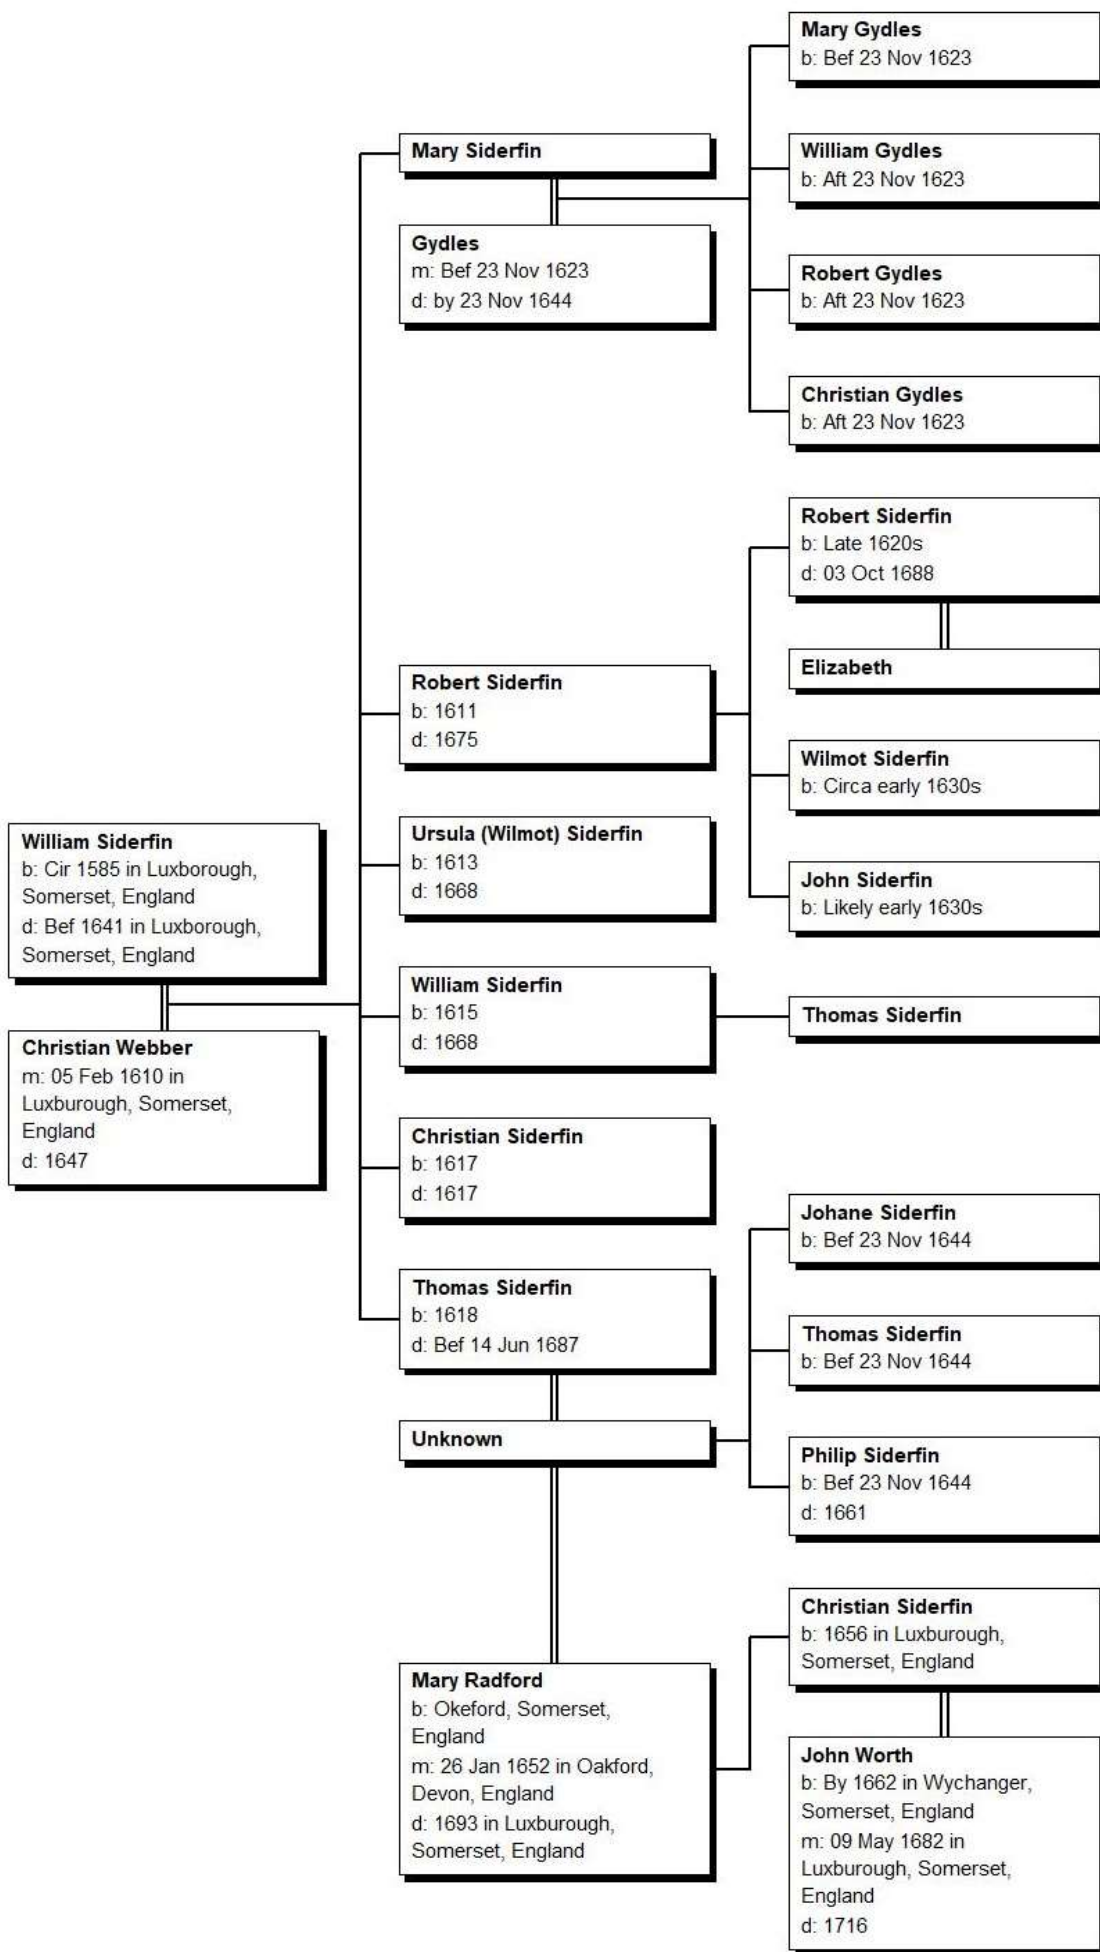 William Siderfin
b: Cir 1585 in Luxborough,
Somerset, England
d: Bef 1641 in Luxborough,
Somerset, England
Christian Webber
m: 05 Feb 1610 in
Luxburough, Somerset,
England
d: 1647
Mary Siderfin
Gydles
m: Bef 23 Nov 1623
d: by 23 Nov 1644
Robert Siderfin
b: 1611
d: 1675
Ursula (Wilmot) Siderfin
b: 1613
d: 1668
William Siderfin
b: 1615
d: 1668
Christian Siderfin
b: 1617
d: 1617
Thomas Siderfin
b: 1618
d: Bef 14 Jun 1687
Unknown
Mary Radford
b: Okeford, Somerset,
England
m: 26 Jan 1652 in Oakford,
Devon, England
d: 1693 in Luxburough,
Somerset, England
Mary Gydles
b: Bef 23 Nov 1623
William Gydles
b: Aft 23 Nov 1623
Robert Gydles
b: Aft 23 Nov 1623
Christian Gydles
b: Aft 23 Nov 1623
Robert Siderfin
b: Late 1620s
d: 03 Oct 1688
Elizabeth
Wilmot Siderfin
b: Circa early 1630s
John Siderfin
b: Likely early 1630s
Thomas Siderfin
Johane Siderfin
b: Bef 23 Nov 1644
Thomas Siderfin
b: Bef 23 Nov 1644
Philip Siderfin
b: Bef 23 Nov 1644
d: 1661
Christian Siderfin
b: 1656 in Luxburough,
Somerset, England
John Worth
b: By 1662 in Wychanger,
Somerset, England
m: 09 May 1682 in
Luxburough, Somerset,
England
d: 1716